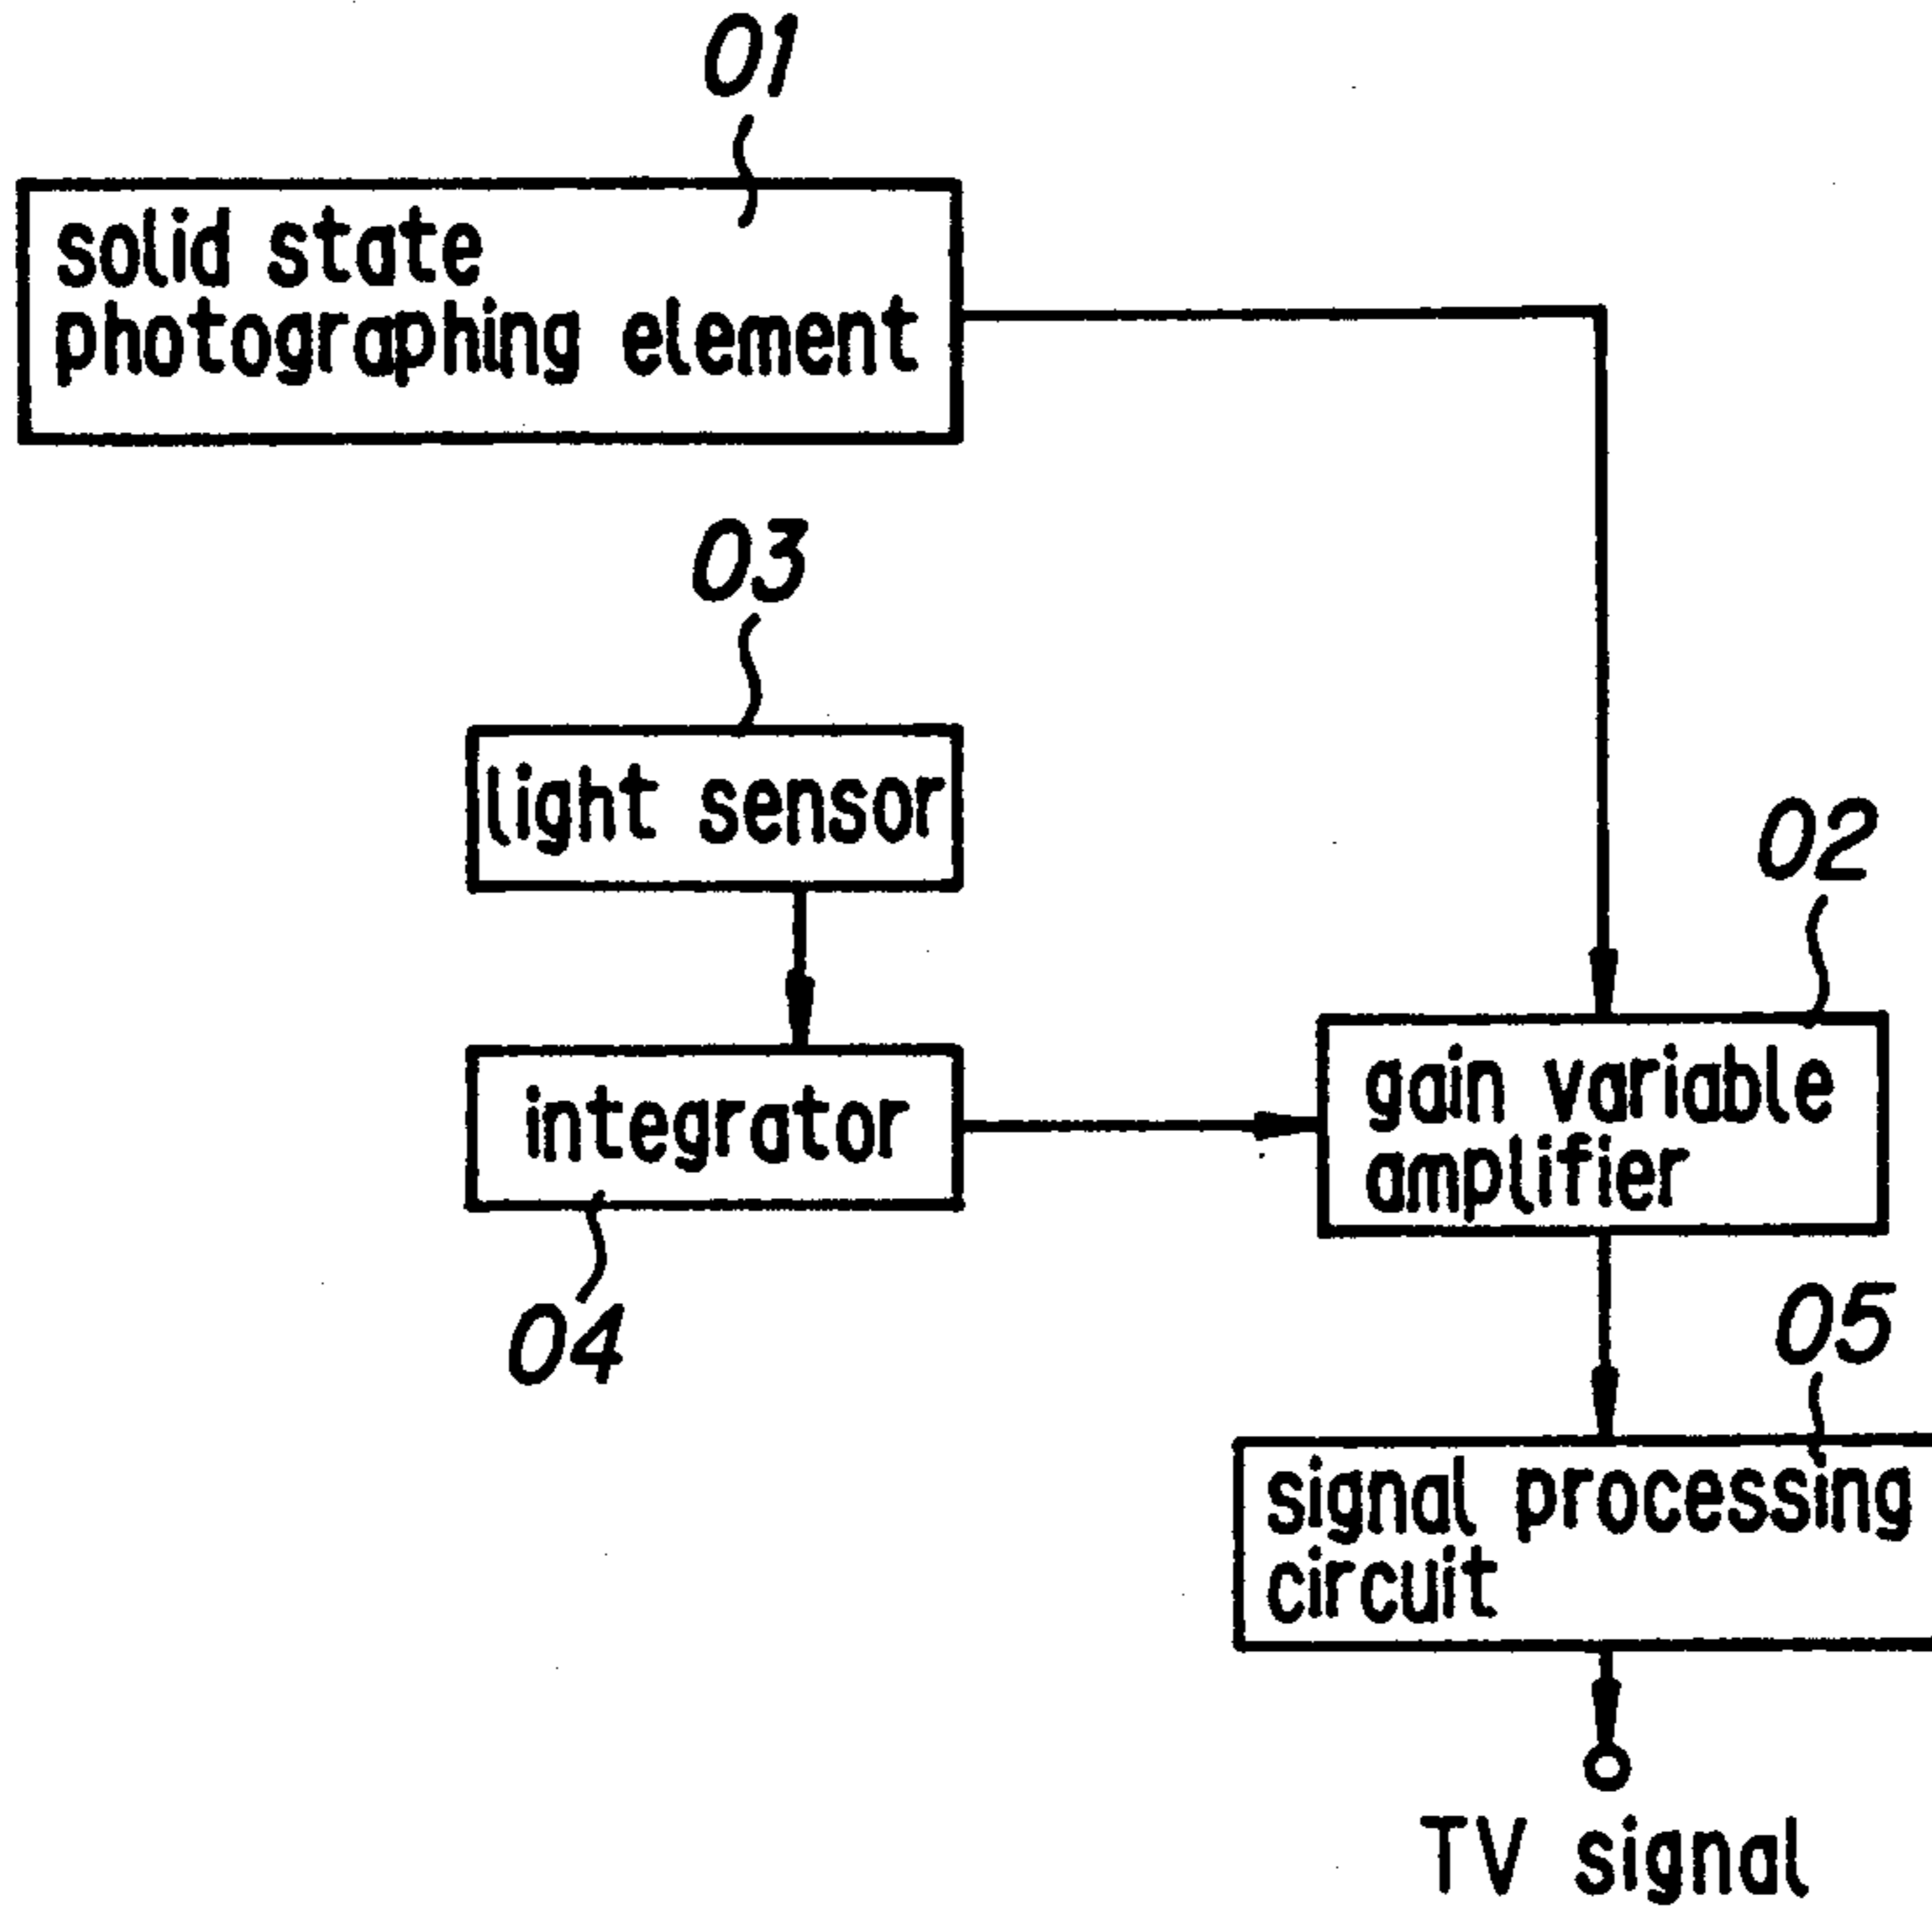 01
solid state
photographing element
03
light sensor
02
integrator
gain variable
amplifier
04
05
signal processing
circuit
TV signal